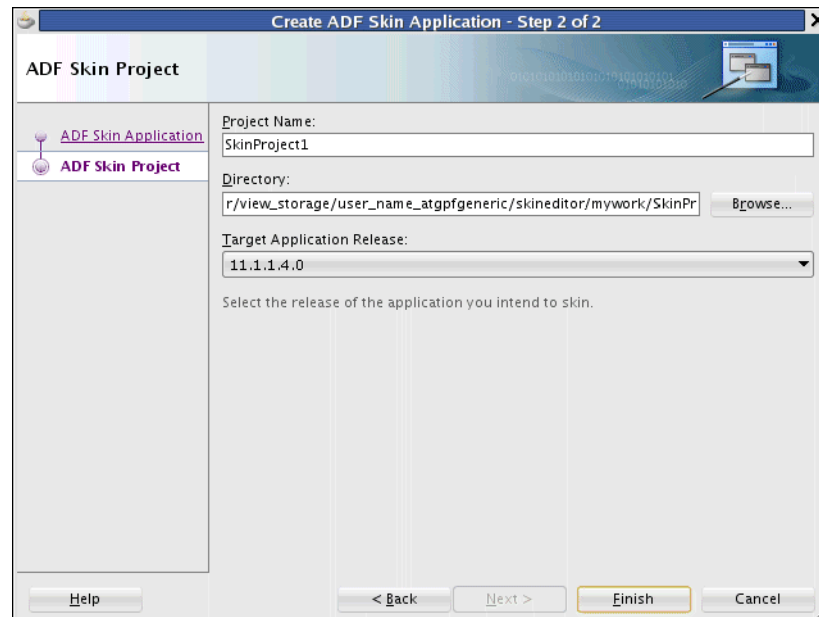 Create ADF Skin Application - Step 2 of 2
ADF Skin Project
ADF Skin Application
ADF Skin Project
Project Name:
SkinProject1
Directory:
r/view_storage/user_name_atgpfgeneric/skineditor/mywork/SkinPr
Browse...
Target Application Release:
11.1.1.4.0
Select the release of the application you intend to skin.
Help
< Back
Next >
Finish
Cancel